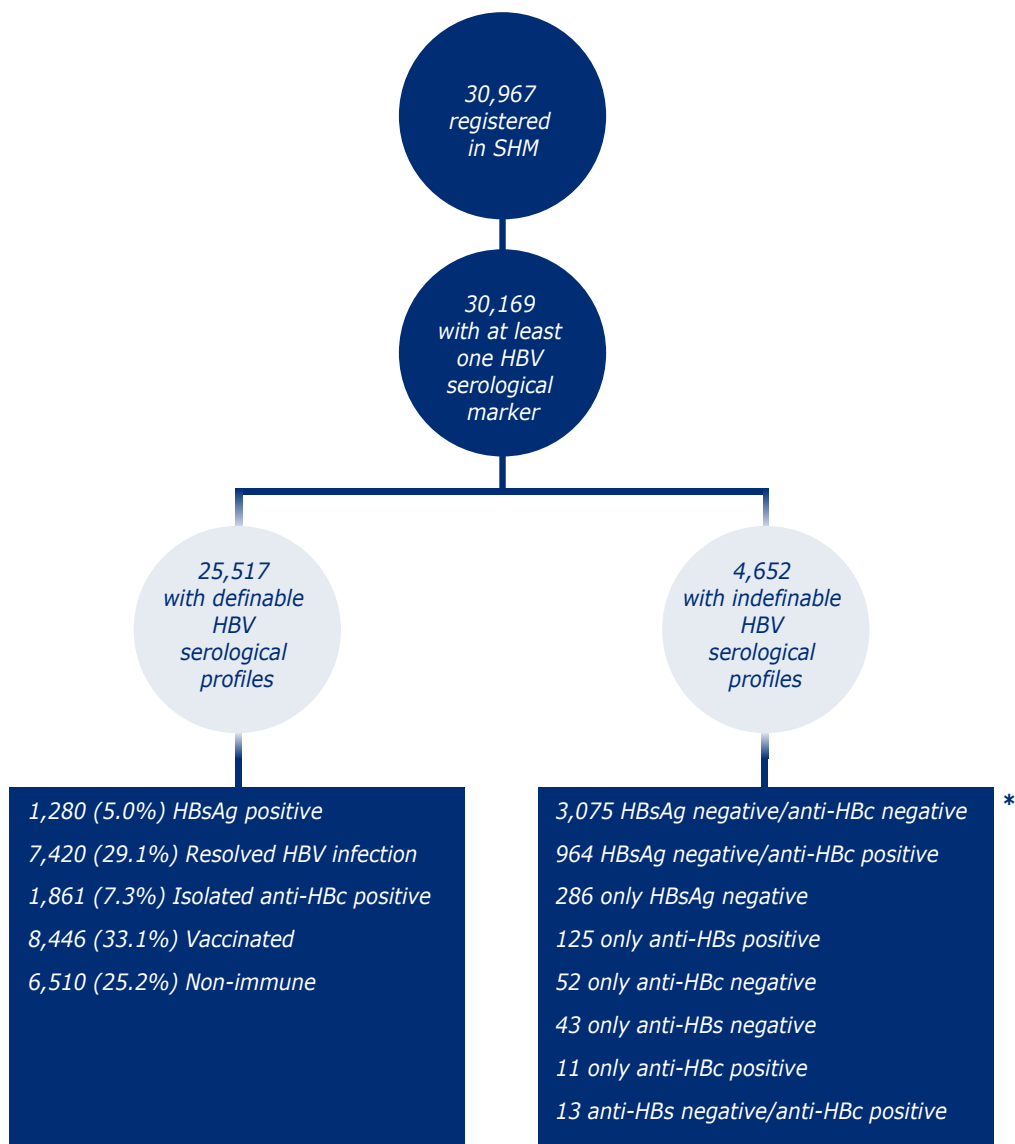 30,967
registered
in SHM
30,169
with at least
one HBV
serological
marker
25,517
with definable
HBV
serological
profiles
4,652
with indefinable
HBV
serological
profiles
1,280 (5.0%) HBsAg positive
7,420 (29.1%) Resolved HBV infection
1,861 (7.3%) Isolated anti-HBc positive
8,446 (33.1%) Vaccinated
6,510 (25.2%) Non-immune
3,075 HBsAg negative/anti-HBc negative
*
964 HBsAg negative/anti-HBc positive
286 only HBsAg negative
125 only anti-HBs positive
52 only anti-HBc negative
43 only anti-HBs negative
11 only anti-HBc positive
13 anti-HBs negative/anti-HBc positive